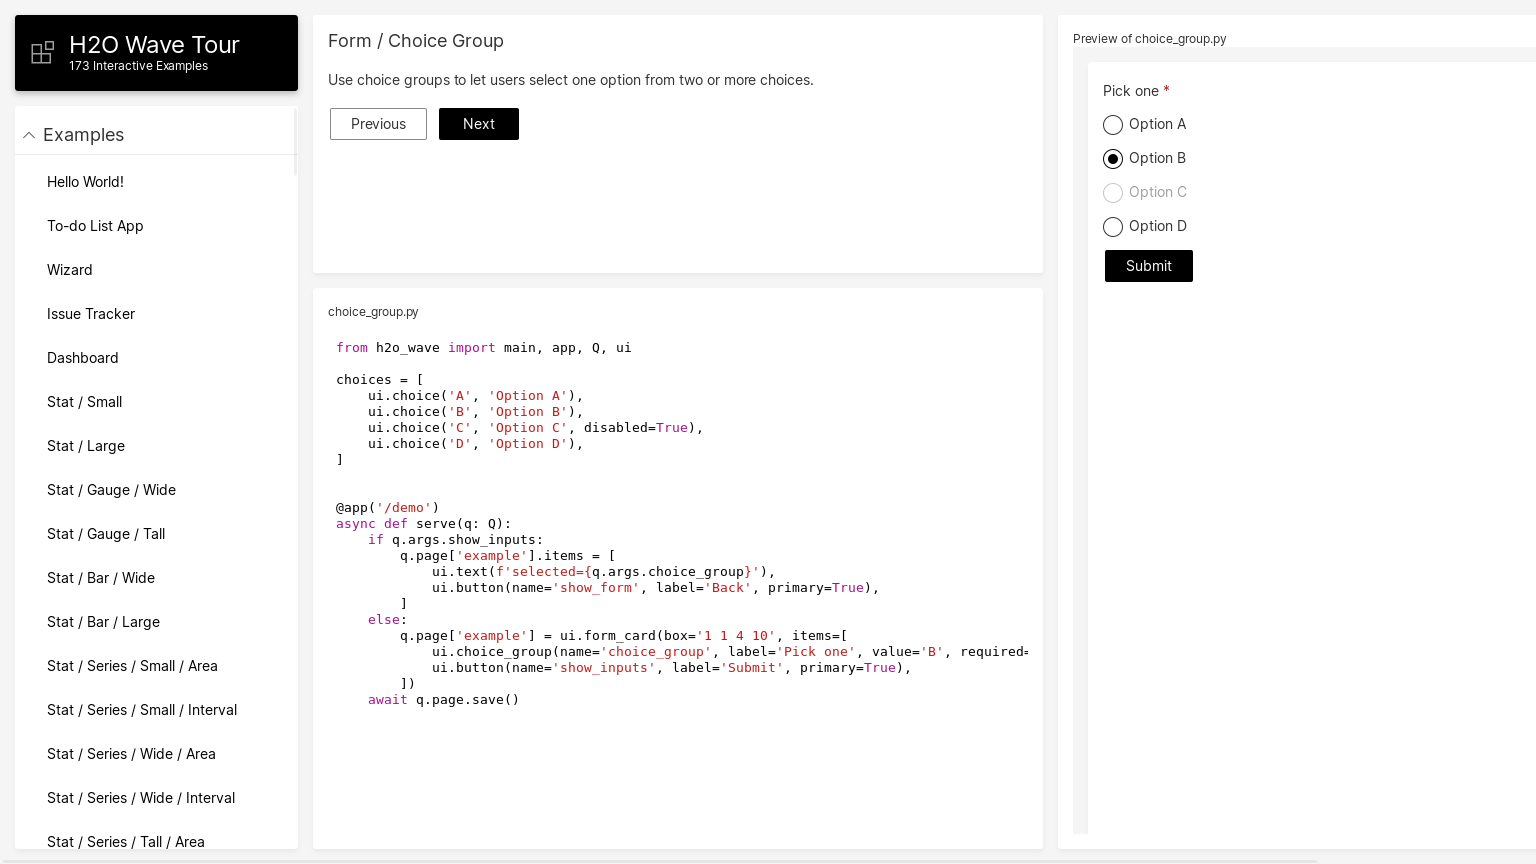 H2O Wave Tour
173 Interactive Examples
Examples
Hello World!
To-do List App
Wizard
Issue Tracker
Dashboard
Stat / Small
Stat / Large
Stat / Gauge / Wide
Stat / Gauge / Tall
Stat / Bar / Wide
Stat / Bar / Large
Stat / Series / Small / Area
Stat / Series / Small / Interval
Stat / Series / Wide / Area
Stat / Series / Wide / Interval
Stat / Series / Tall / Area
Form / Choice Group
Use choice groups to let users select one option from two or more choices.
Previous
Next
choice_group.py
from h2o_wave import main, app, Q, ui
choices = [
    ui.choice('A', 'Option A'),
    ui.choice('B', 'Option B'),
    ui.choice('C', 'Option C', disabled=True),
    ui.choice('D', 'Option D'),
]
@app('/demo')
async def serve(q: Q):
    if q.args.show_inputs:
        q.page['example'].items = [
            ui.text(f'selected={q.args.choice_group}'),
            ui.button(name='show_form', label='Back', primary=True),
        ]
    else:
        q.page['example'] = ui.form_card(box='1 1 4 10', items=[
            ui.choice_group(name='choice_group', label='Pick one', value='B', required=
            ui.button(name='show_inputs', label='Submit', primary=True),
        ])
    await q.page.save()
Preview of choice_group.py
Pick one *
Option A
Option B
Option C
Option D
Submit